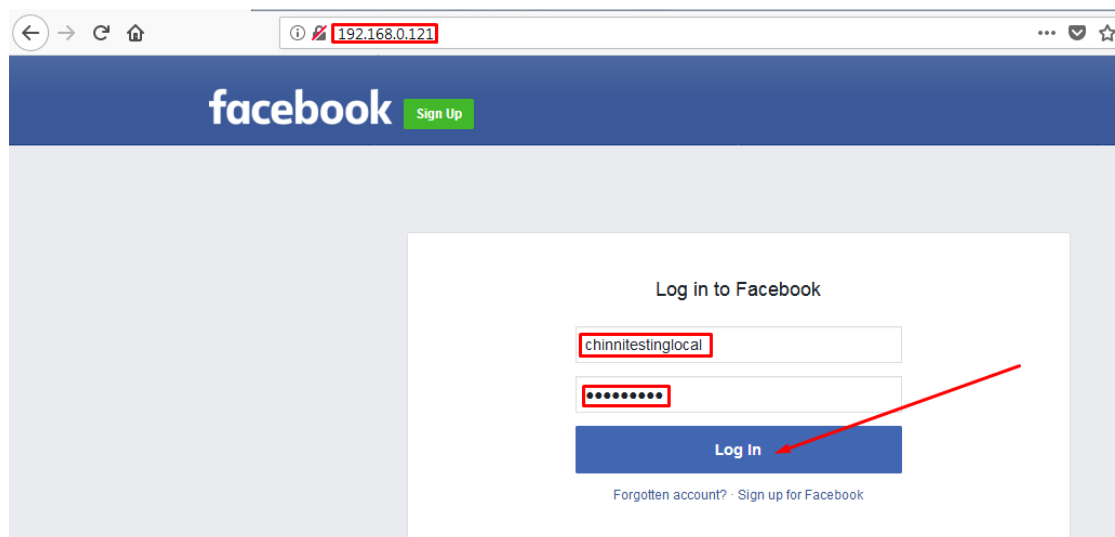 192.168.0.121
facebook Sign Up
Log in to Facebook
chinnitestinglocal
•••••••••
Log In
Forgotten account? · Sign up for Facebook